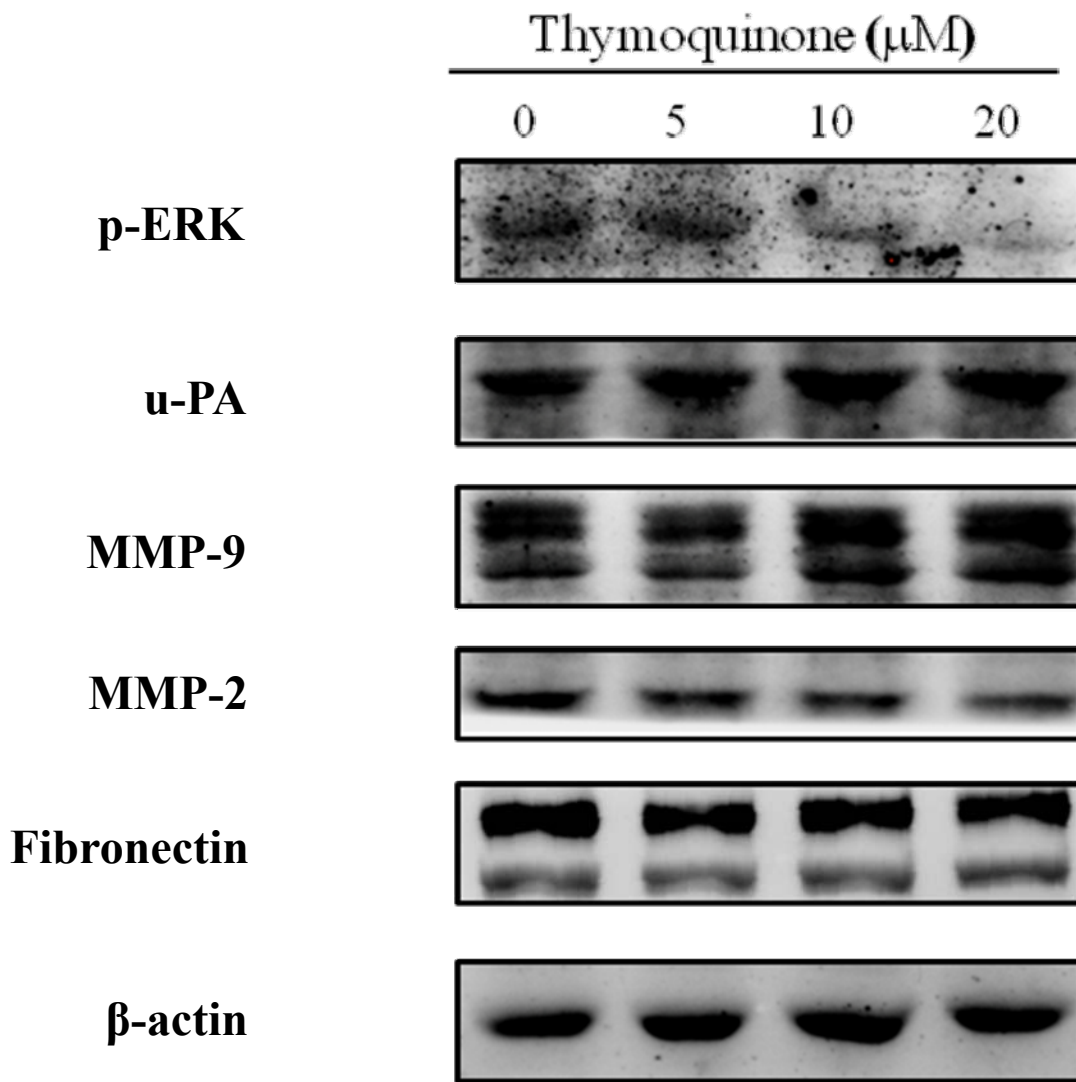 Thymoquinone (μM)
0 5 10 20
p-ERK
u-PA
MMP-9
MMP-2
Fibronectin
β-actin